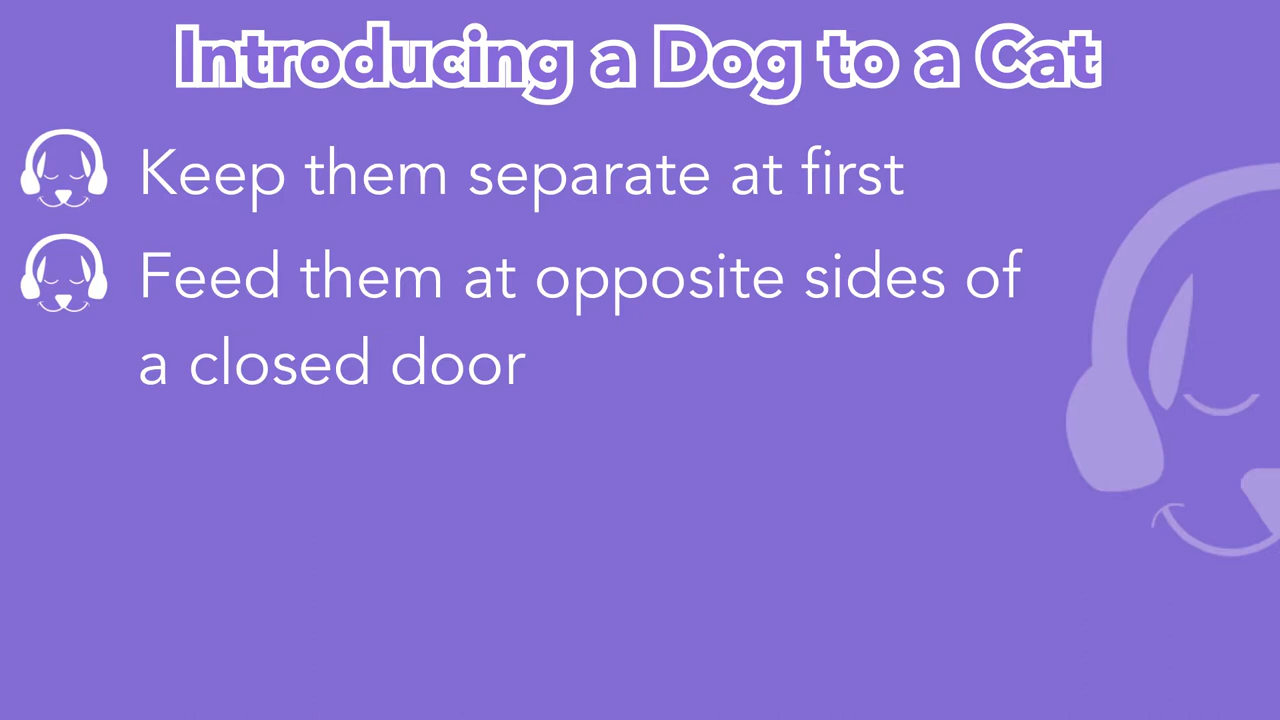 Introducing a Dog to a Cat
Keep them separate at first
Feed them at opposite sides of
a closed door